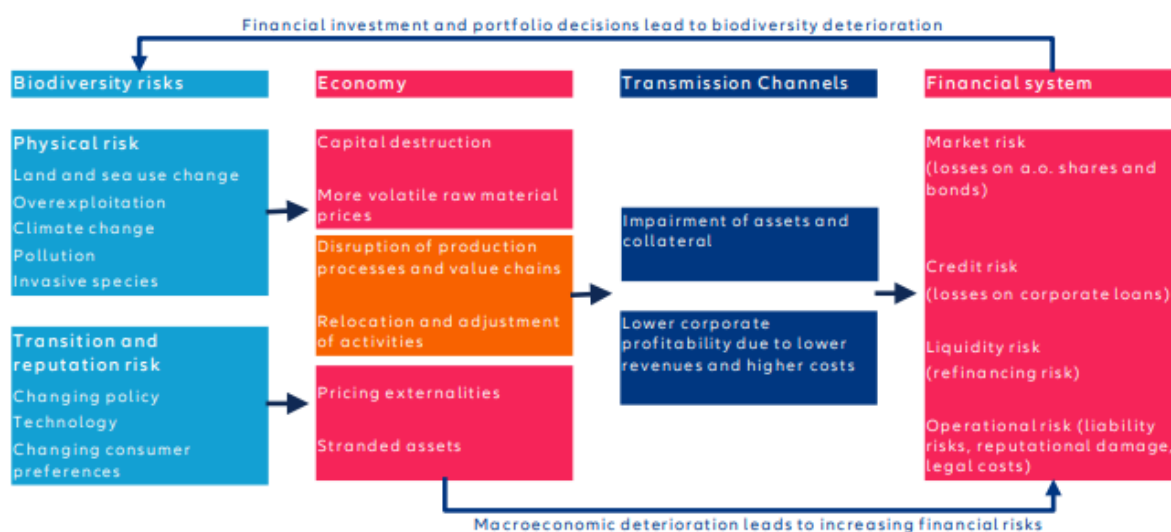 Financial investment and portfolio decisions lead to biodiversity deterioration
Biodiversity risks
Economy
Transmission Channels
Financial system
Physical risk
Land and sea use change
Overexploitation
Climate change
Pollution
Invasive species
Transition and
reputation risk
Changing policy
Technology
Changing consumer
preferences
Capital destruction
More volatile raw material
prices
Disruption of production
processes and value chains
Relocation and adjustment
of activities
Pricing externalities
Stranded assets
Impairment of assets and
collateral
Lower corporate
profitability due to lower
revenues and higher costs
Market risk
(losses on a.o. shares and
bonds)
Credit risk
(losses on corporate loans)
Liquidity risk
(refinancing risk)
Operational risk (liability
risks, reputational damage,
legal costs)
Macroeconomic deterioration leads to increasing financial risks